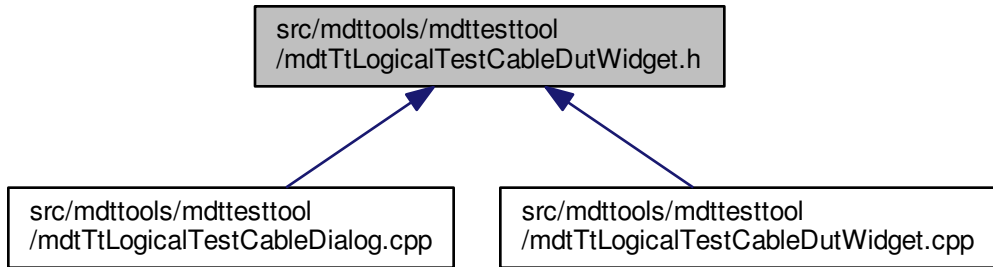 src/mdttools/mdttesttool
/mdtTtLogicalTestCableDutWidget.h
src/mdttools/mdttesttool
/mdtTtLogicalTestCableDialog.cpp
src/mdttools/mdttesttool
/mdtTtLogicalTestCableDutWidget.cpp